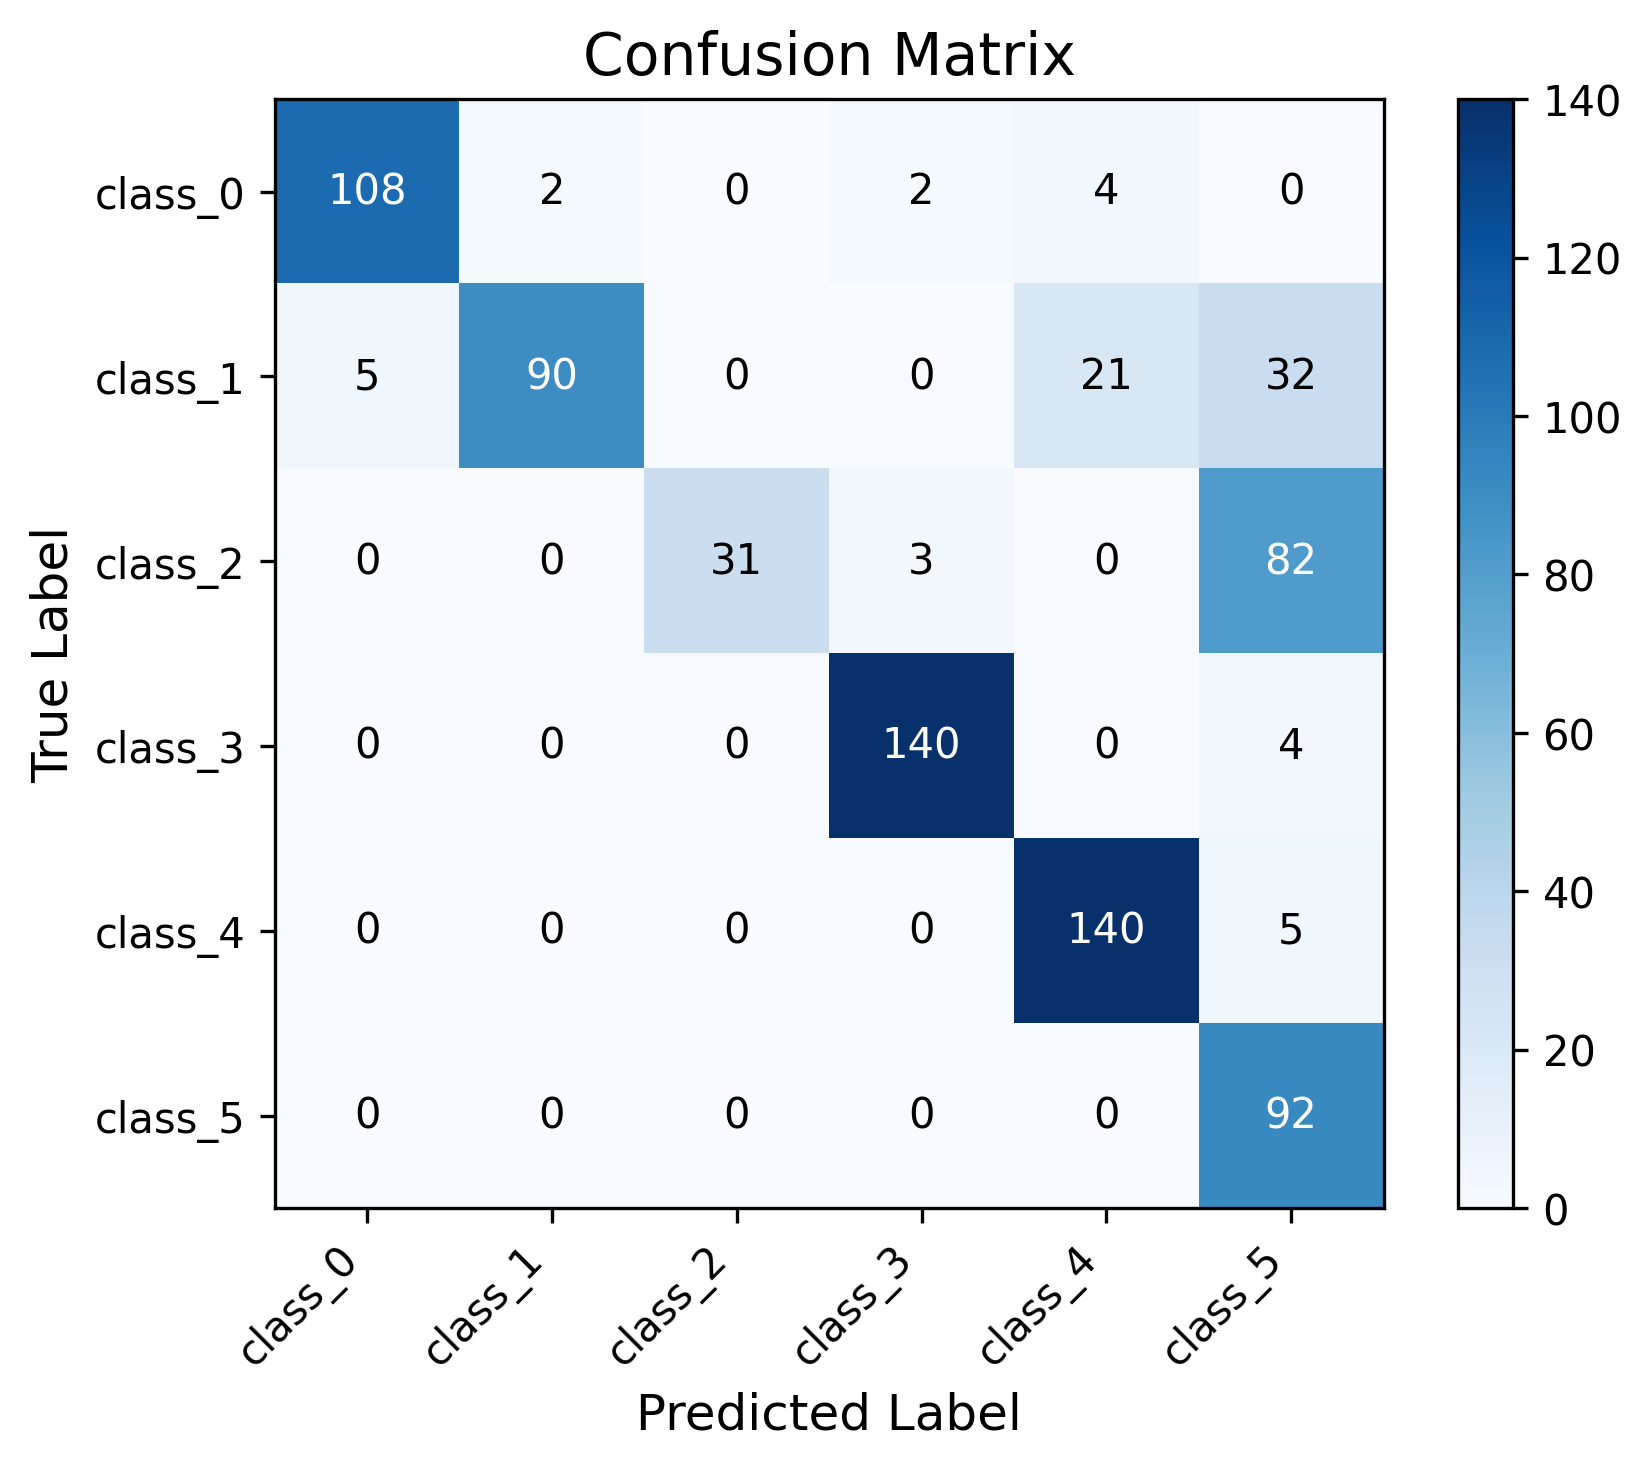 Confusion Matrix
class_0 108 2 0 2 4 0
class_1 5 90 0 0 21 32
class_2 0 0 31 3 0 82
class_3 0 0 0 140 0 4
class_4 0 0 0 0 140 5
class_5 0 0 0 0 0 92
class_0 class_1 class_2 class_3 class_4 class_5
Predicted Label
True Label
140
120
100
80
60
40
20
0